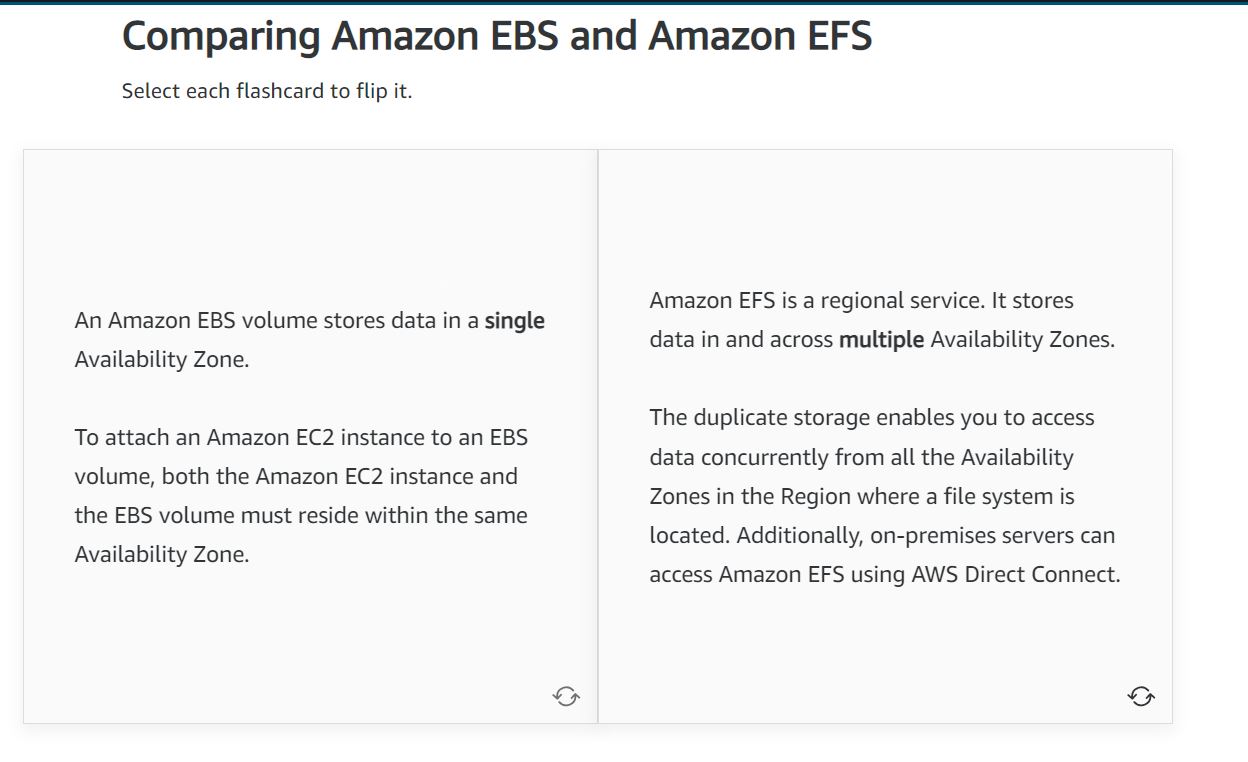 Comparing Amazon EBS and Amazon EFS
Select each flashcard to flip it.
An Amazon EBS volume stores data in a single
Availability Zone.
To attach an Amazon EC2 instance to an EBS
volume, both the Amazon EC2 instance and
the EBS volume must reside within the same
Availability Zone.
Amazon EFS is a regional service. It stores
data in and across multiple Availability Zones.
The duplicate storage enables you to access
data concurrently from all the Availability
Zones in the Region where a file system is
located. Additionally, on-premises servers can
access Amazon EFS using AWS Direct Connect.